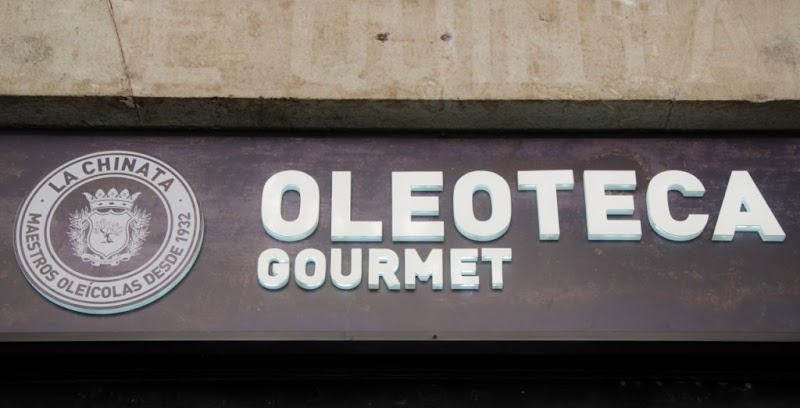 LA CHINATA
MAESTROS OLEÍCOLAS DESDE 1932
OLEOTECA
GOURMET